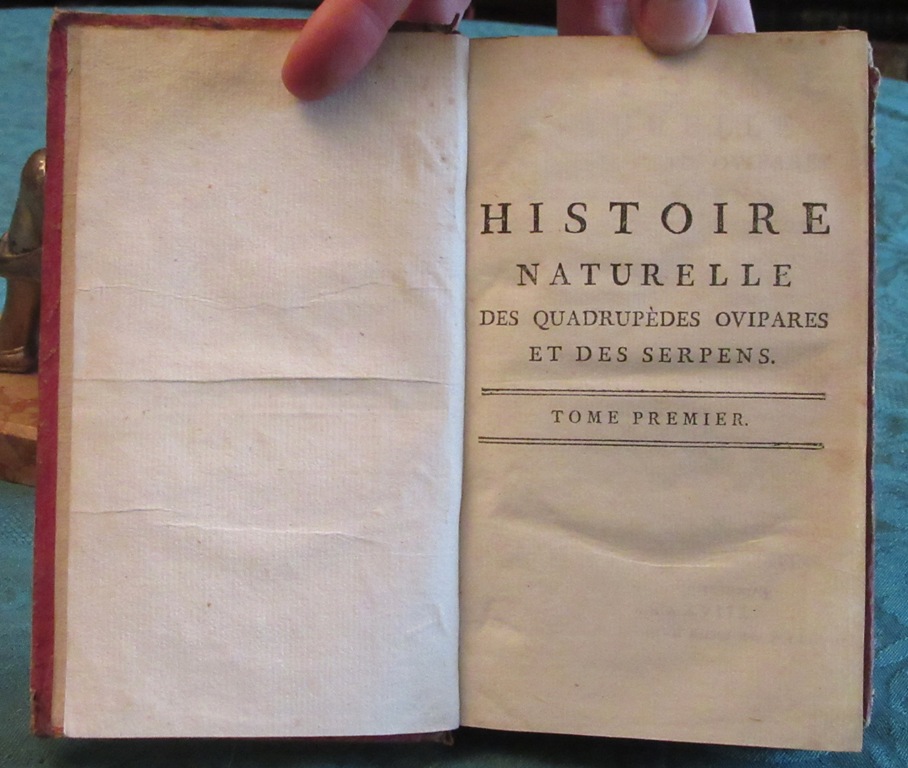 HISTOIRE
NATURELLE
DES QUADRUPÈDES OVIPARES
ET DES SERPENS.
TOME PREMIER.